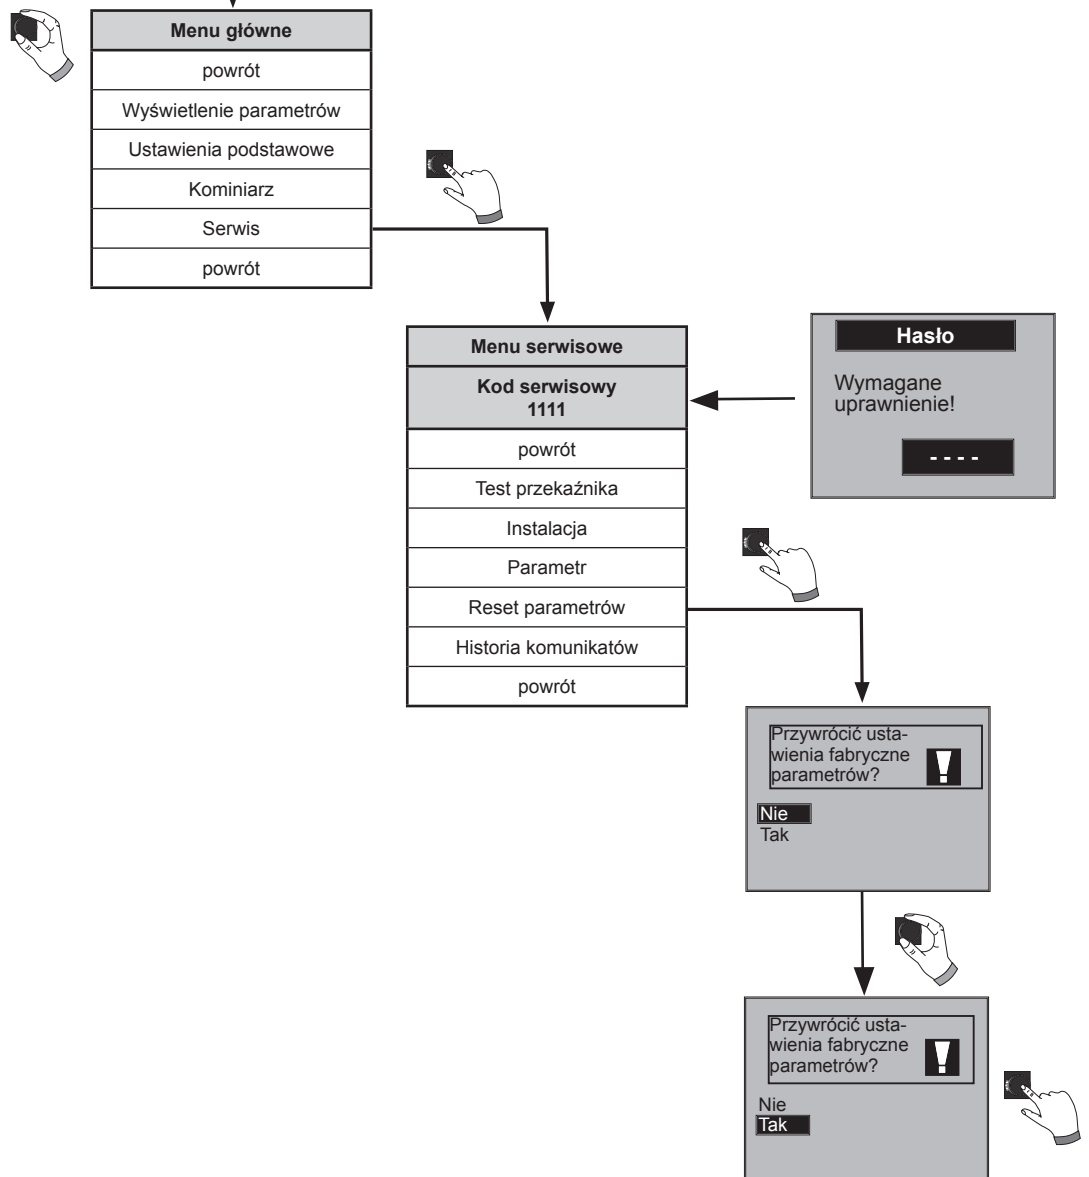 Menu główne
powrót
Wyświetlenie parametrów
Ustawienia podstawowe
Kominiarz
Serwis
powrót
Menu serwisowe
Kod serwisowy
1111
powrót
Test przekaźnika
Instalacja
Parametr
Reset parametrów
Historia komunikatów
powrót
Hasło
Wymagane
uprawnienie!
- - - -
Przywrócić usta-
wienia fabryczne
parametrów?
Nie
Tak
Przywrócić usta-
wienia fabryczne
parametrów?
Nie
Tak